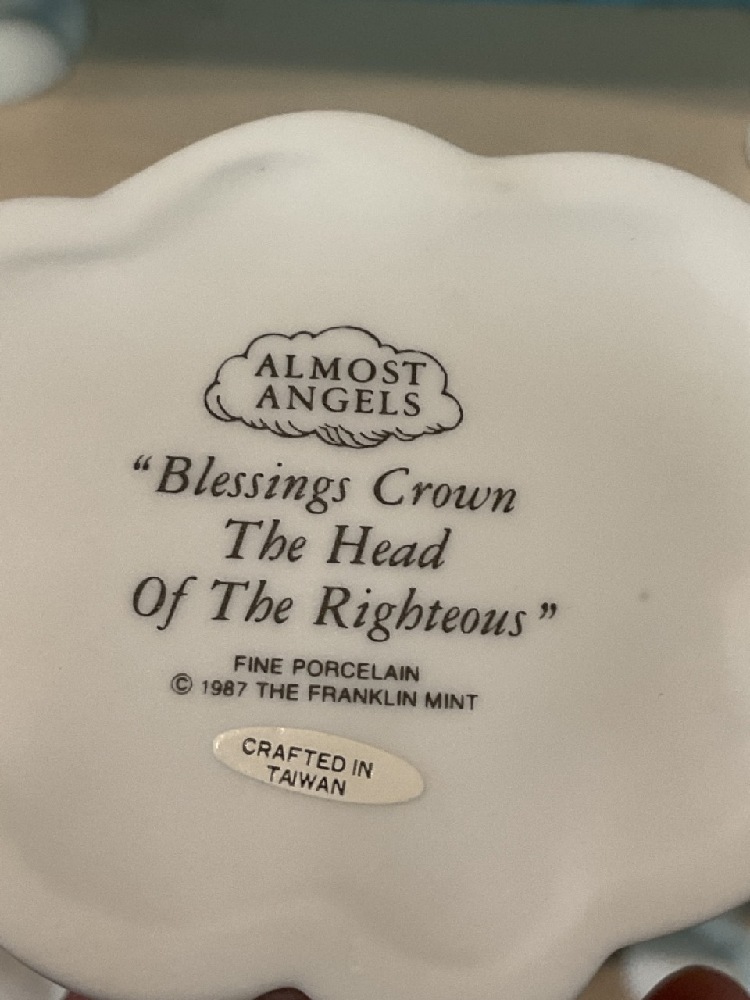 ALMOST
ANGELS
“Blessings Crown
The Head
Of The Righteous”
FINE PORCELAIN
© 1987 THE FRANKLIN MINT
CRAFTED IN
TAIWAN